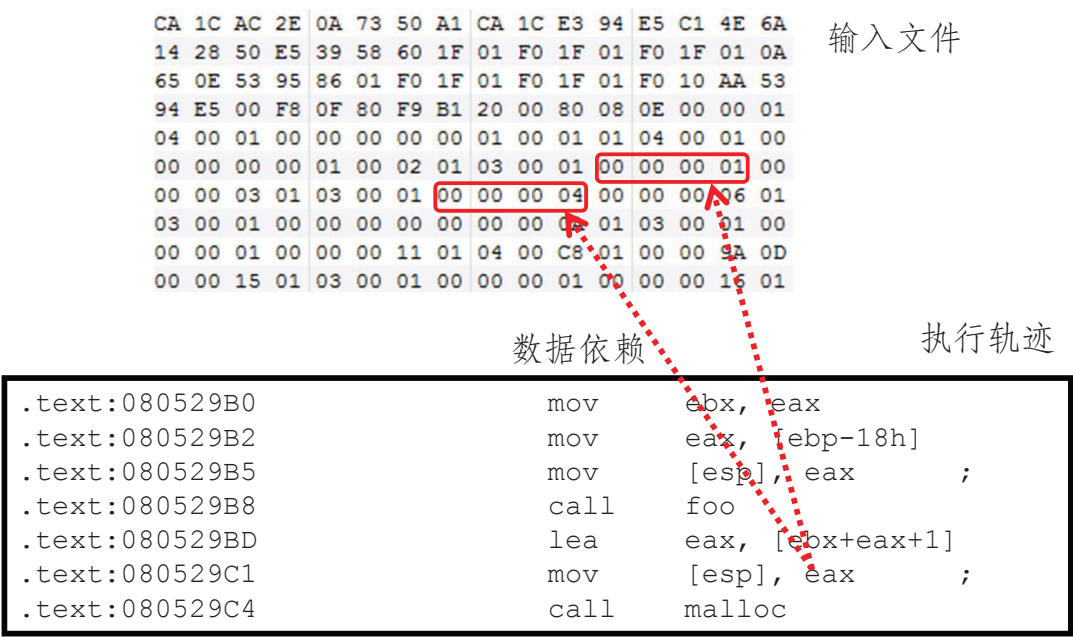 CA 1C AC 2E 0A 73 50 A1 CA 1C E3 94 E5 C1 4E 6A
14 28 50 E5 39 58 60 1F 01 F0 1F 01 F0 1F 01 0A
65 0E 53 95 86 01 F0 1F 01 F0 1F 01 F0 10 AA 53
94 E5 00 F8 0F 80 F9 B1 20 00 80 08 0E 00 00 01
04 00 01 00 00 00 00 00 01 00 01 01 04 00 01 00
00 00 00 00 01 00 02 01 03 00 01 00 00 00 01 00
00 00 03 01 03 00 01 00 00 00 04 00 00 00 06 01
03 00 01 00 00 00 00 00 00 00 0A 01 03 00 01 00
00 00 01 00 00 00 11 01 04 00 C8 01 00 00 9A 0D
00 00 15 01 03 00 01 00 00 00 01 00 00 00 16 01
输入文件
数据依赖
执行轨迹
.text:080529B0 mov ebx, eax
.text:080529B2 mov eax, [ebp-18h]
.text:080529B5 mov [esp], eax ;
.text:080529B8 call foo
.text:080529BD lea eax, [ebx+eax+1]
.text:080529C1 mov [esp], eax ;
.text:080529C4 call malloc